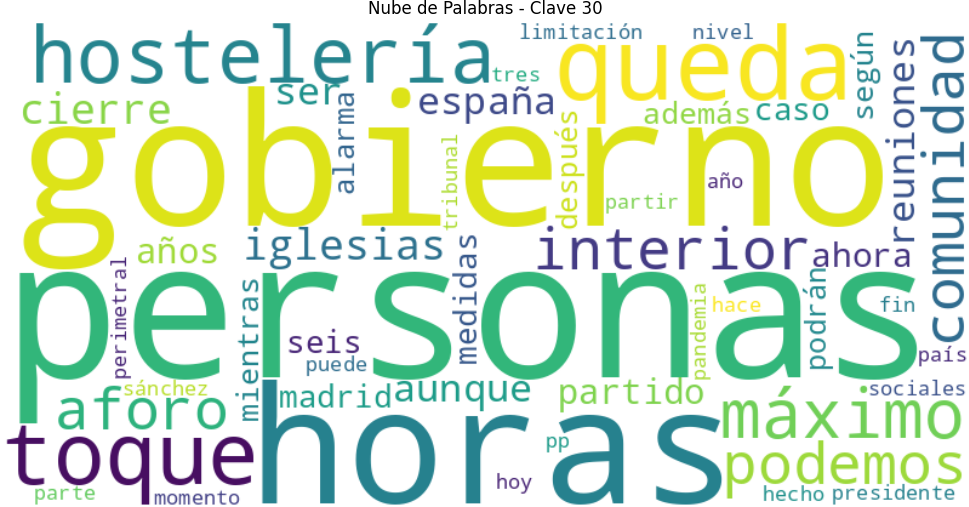 Nube de Palabras - Clave 30
hostelería
limitación
nivel
queda
tres
ser
españa
cierre
además
caso
según
reuniones
comunidad
gobierno
alarma
tribunal
después
año
partir
años
iglesias
interior
ahora
perimetral
mientras
medidas
personas
pandemia
hace
podrán
fin
país
seis
puede
sánchez
madrid
aunque
partido
sociales
aforo
máximo
toque
horas
pp
podemos
parte
momento
hoy
hecho
presidente